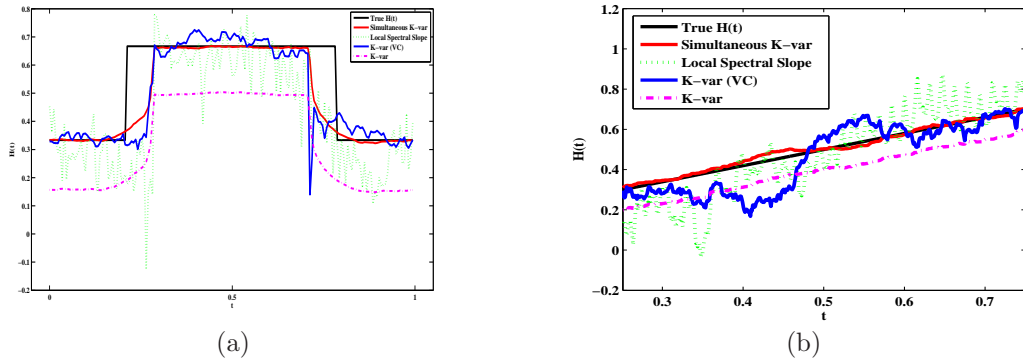 0.8
0.7
0.6
0.5
0.4
0.3
0.2
0.1
0
−0.1
−0.2
H(t)
0
0.5
1
t
True H(t)
Simultaneous K−var
Local Spectral Slope
K−var (VC)
K−var
(a)
1.2
1
0.8
0.6
0.4
0.2
0
−0.2
H(t)
0.3
0.4
0.5
0.6
0.7
t
True H(t)
Simultaneous K−var
Local Spectral Slope
K−var (VC)
K−var
(b)